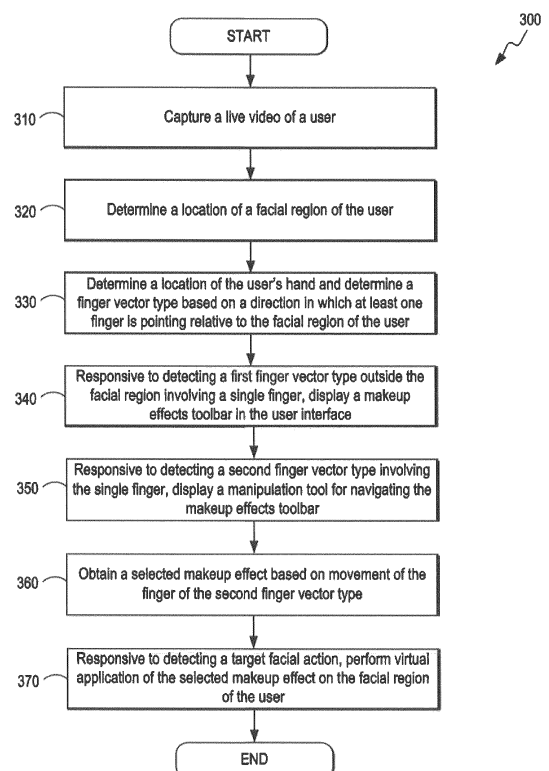 300
START
310
Capture a live video of a user
320
Determine a location of a facial region of the user
330
Determine a location of the user's hand and determine a
finger vector type based on a direction in which at least one
finger is pointing relative to the facial region of the user
340
Responsive to detecting a first finger vector type outside the
facial region involving a single finger, display a makeup
effects toolbar in the user interface
350
Responsive to detecting a second finger vector type involving
the single finger, display a manipulation tool for navigating the
makeup effects toolbar
360
Obtain a selected makeup effect based on movement of the
finger of the second finger vector type
370
Responsive to detecting a target facial action, perform virtual
application of the selected makeup effect on the facial region
of the user
END